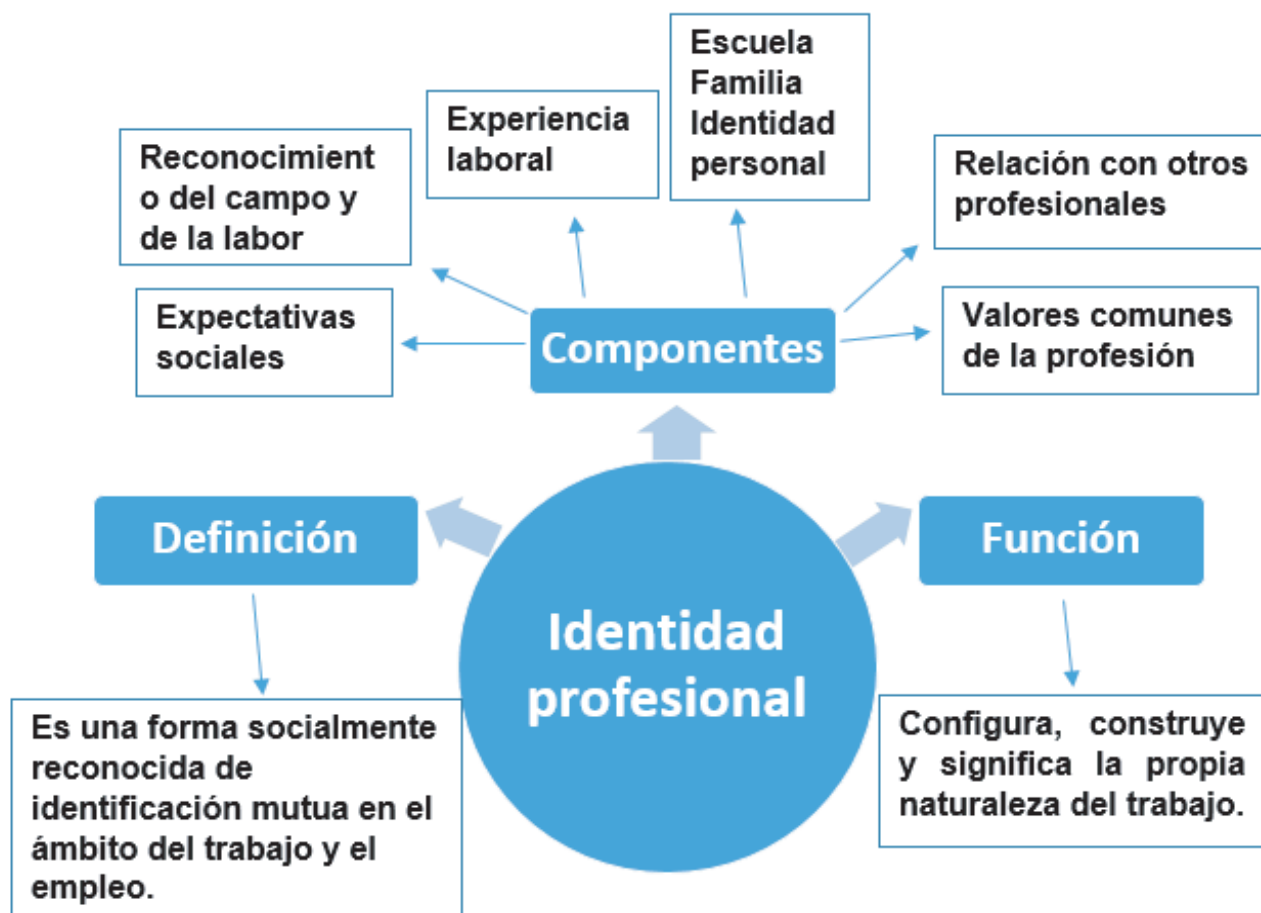 Escuela
Familia
Identidad
personal
Experiencia
laboral
Reconocimient
o del campo y
de la labor
Relación con otros
profesionales
Expectativas
sociales
Componentes
Valores comunes
de la profesión
Definición
Función
Identidad
profesional
Es una forma socialmente
reconocida de
identificación mutua en el
ámbito del trabajo y el
empleo.
Configura, construye
y significa la propia
naturaleza del trabajo.